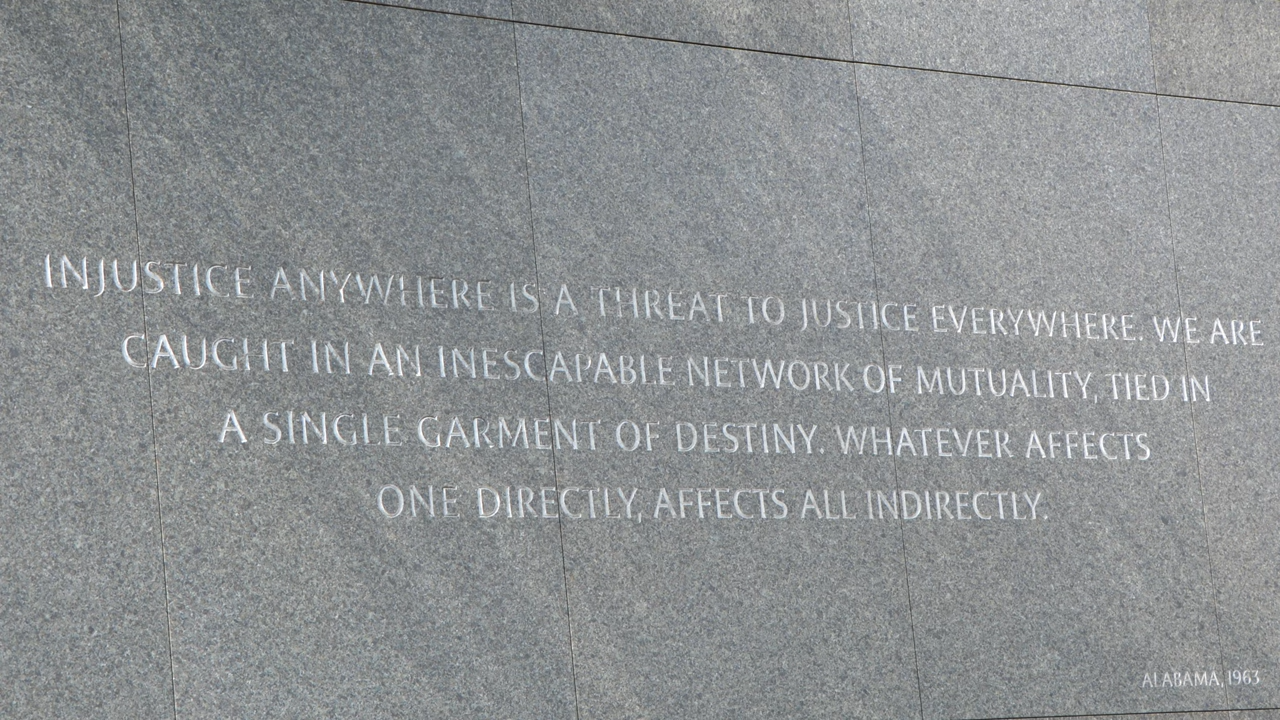 INJUSTICE ANYWHERE IS A THREAT TO JUSTICE EVERYWHERE. WE ARE
CAUGHT IN AN INESCAPABLE NETWORK OF MUTUALITY, TIED IN
A SINGLE GARMENT OF DESTINY. WHATEVER AFFECTS
ONE DIRECTLY, AFFECTS ALL INDIRECTLY.
ALABAMA, 1963